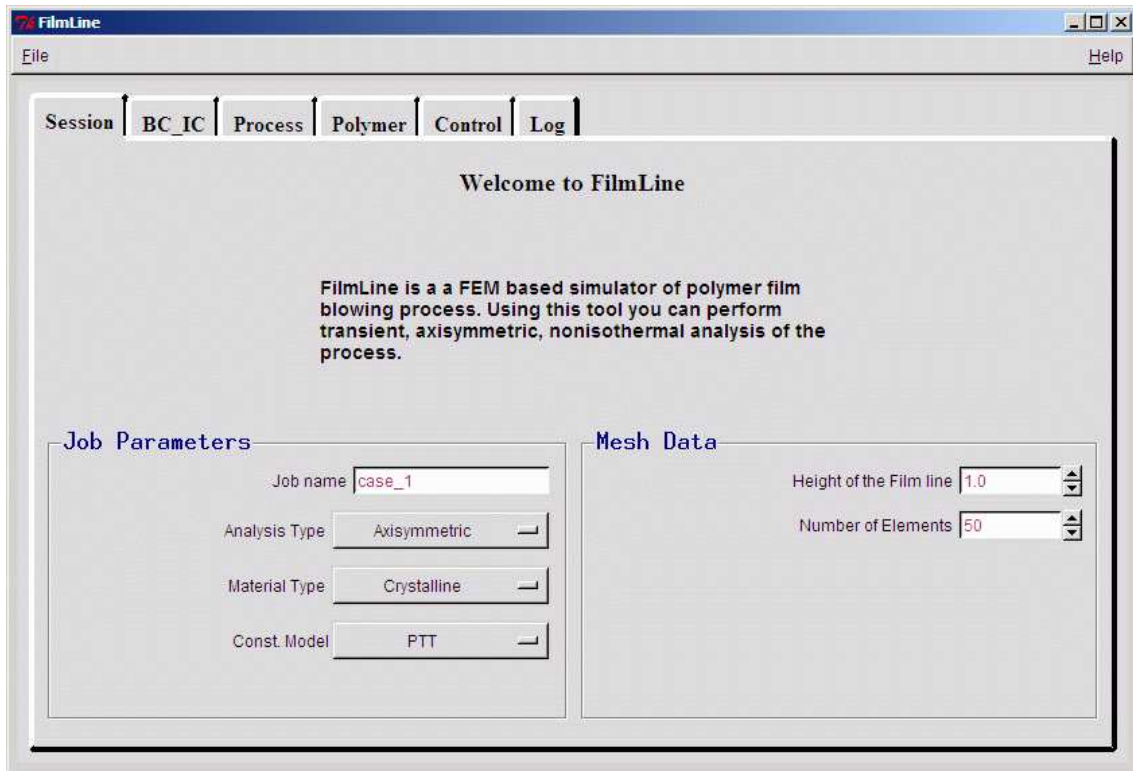 FilmLine
File Help
Session BC_IC Process Polymer Control Log
Welcome to FilmLine
FilmLine is a a FEM based simulator of polymer film
blowing process. Using this tool you can perform
transient, axisymmetric, nonisothermal analysis of the
process.
Job Parameters
Job name case_1
Analysis Type Axisymmetric
Material Type Crystalline
Const. Model PTT
Mesh Data
Height of the Film line 1.0
Number of Elements 50